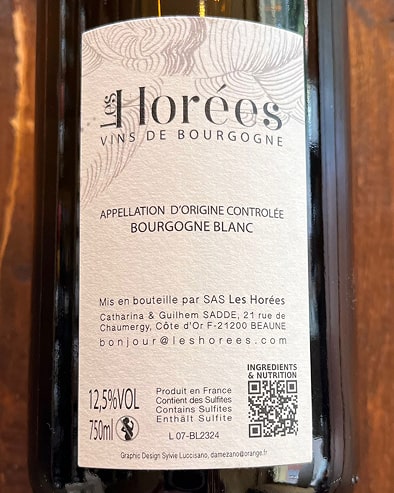 Les Horées
VINS DE BOURGOGNE
APPELLATION D'ORIGINE CONTROLÉE
BOURGOGNE BLANC
Mis en bouteille par SAS Les Horées
Catharina & Guilhem SADDE, 21 rue de
Chaumergy, Côte d'Or F-21200 BEAUNE
bonjour@leshorees.com
INGREDIENTS
& NUTRITION
12,5%VOL
750ml
Produit en France
Contient des Sulfites
Contains Sulfites
Enthält Sulfite
L 07-BL2324
Graphic Design Sylvie Luccisano, damezano@orange.fr